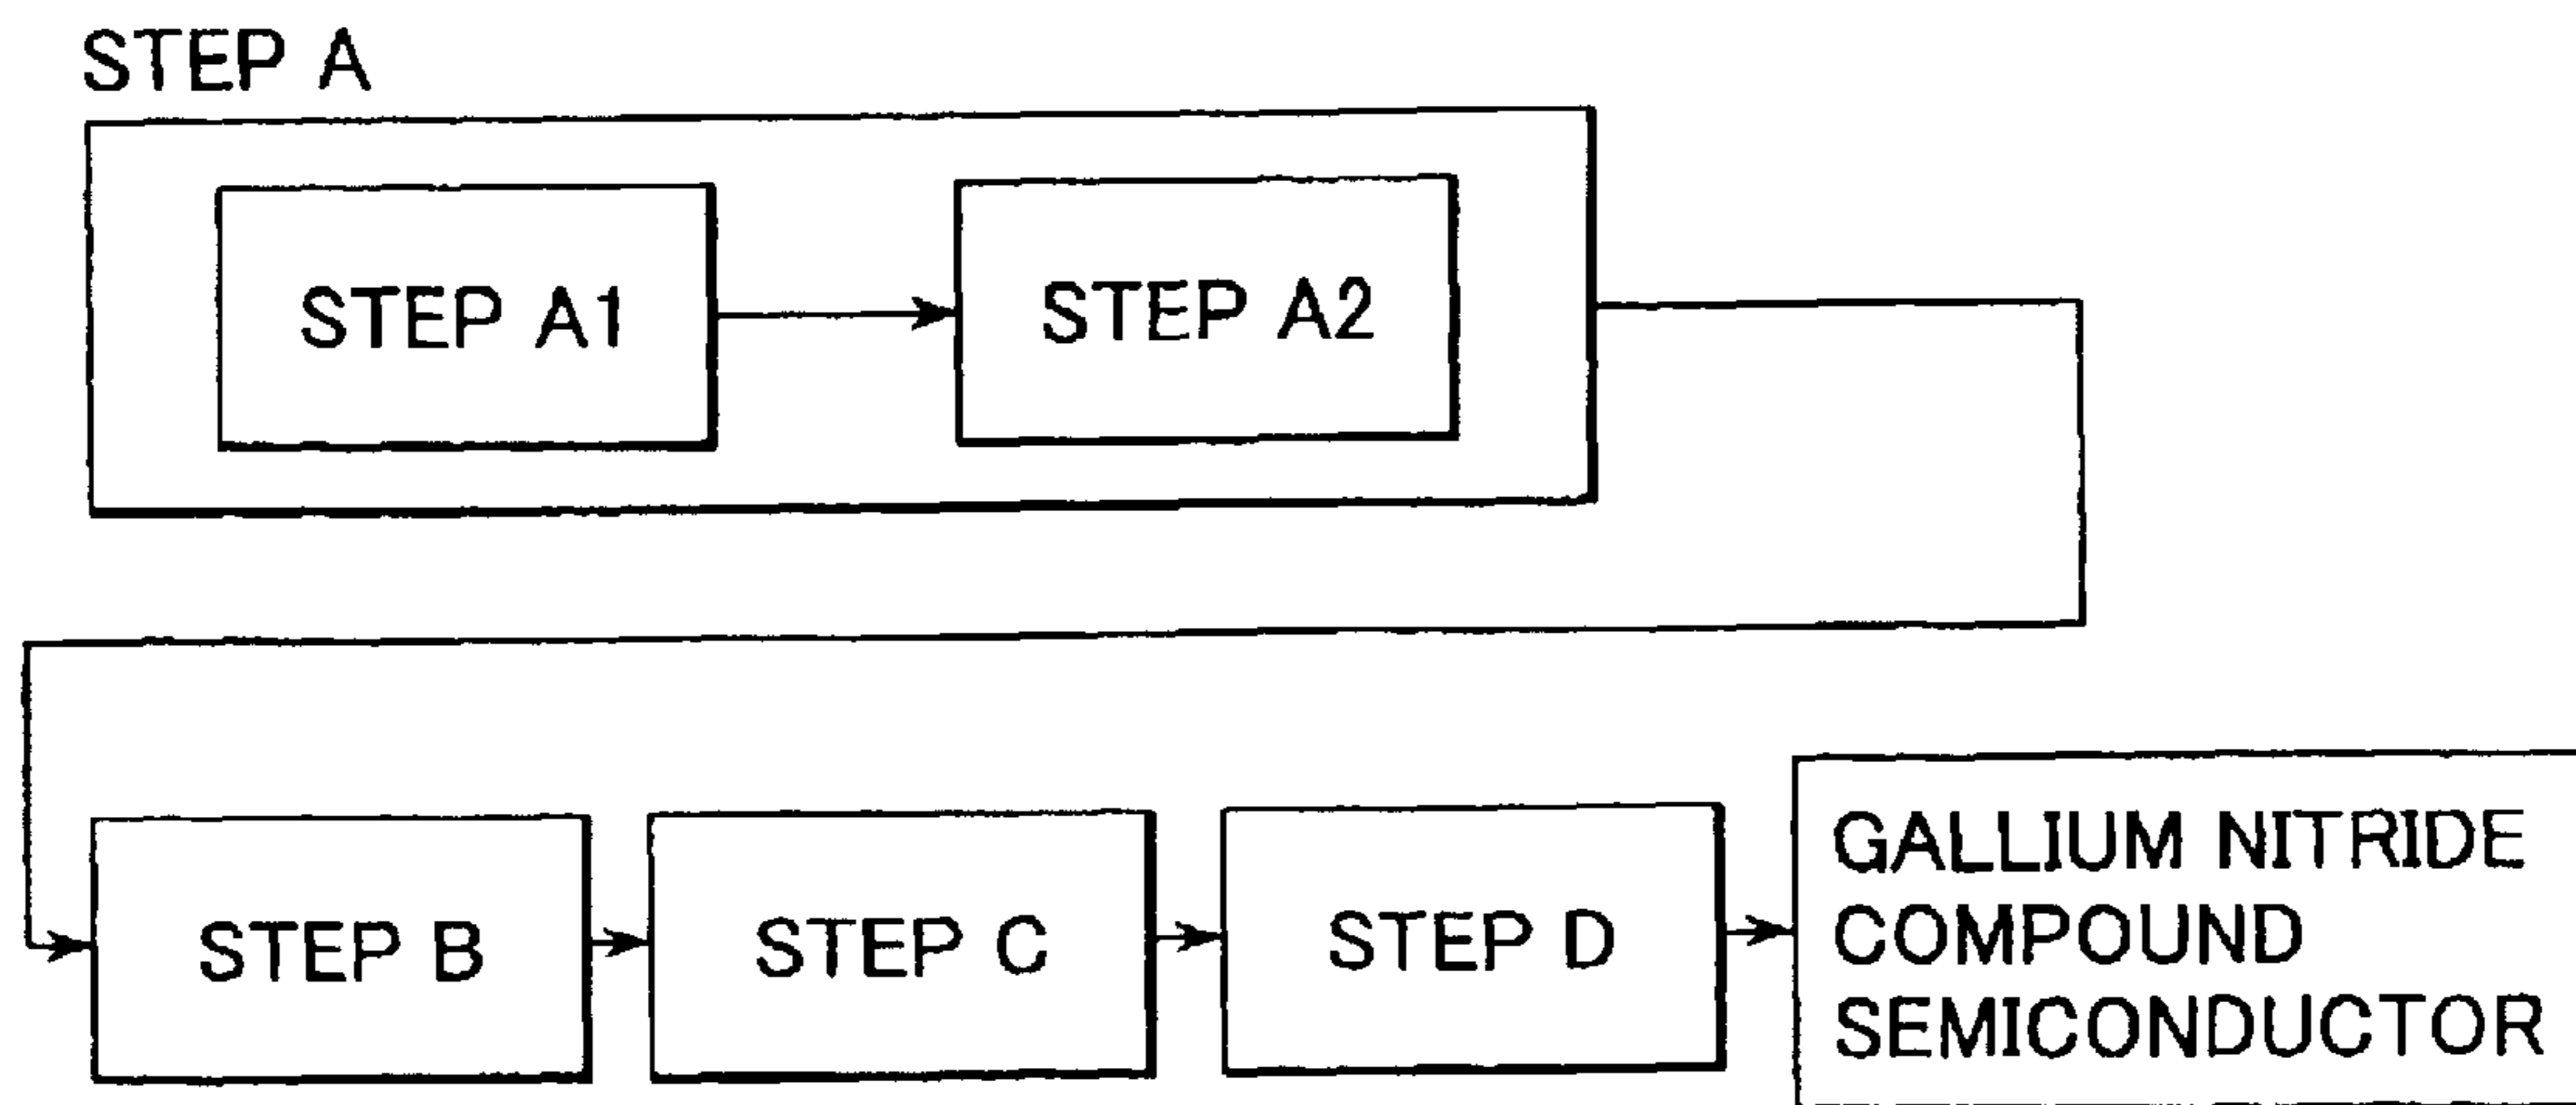 STEP A
STEP A1
STEP A2
STEP B
STEP C
STEP D
GALLIUM NITRIDE
COMPOUND
SEMICONDUCTOR